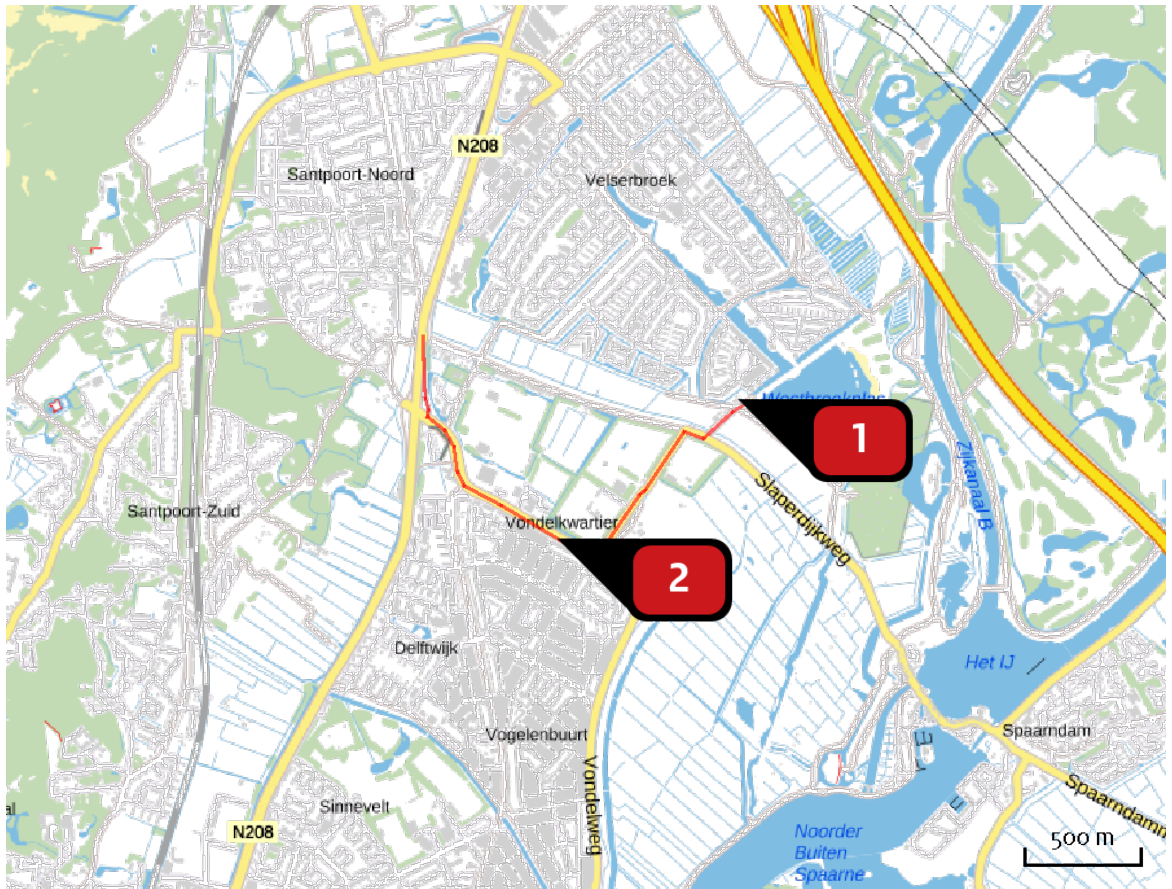 N208
Santpoort-Noord
Velserbroek
Westbroekplas
1
Zijkanaal B
Slaperdijkweg
Santpoort-Zuid
Vondelkwartier
2
Delftwijk
Het IJ
Vogelenbuurt
Spaarndam
Vondelweg
Spaarndamm
Sinnevelt
al
N208
Noorder
Buiten
Spaarne
500 m